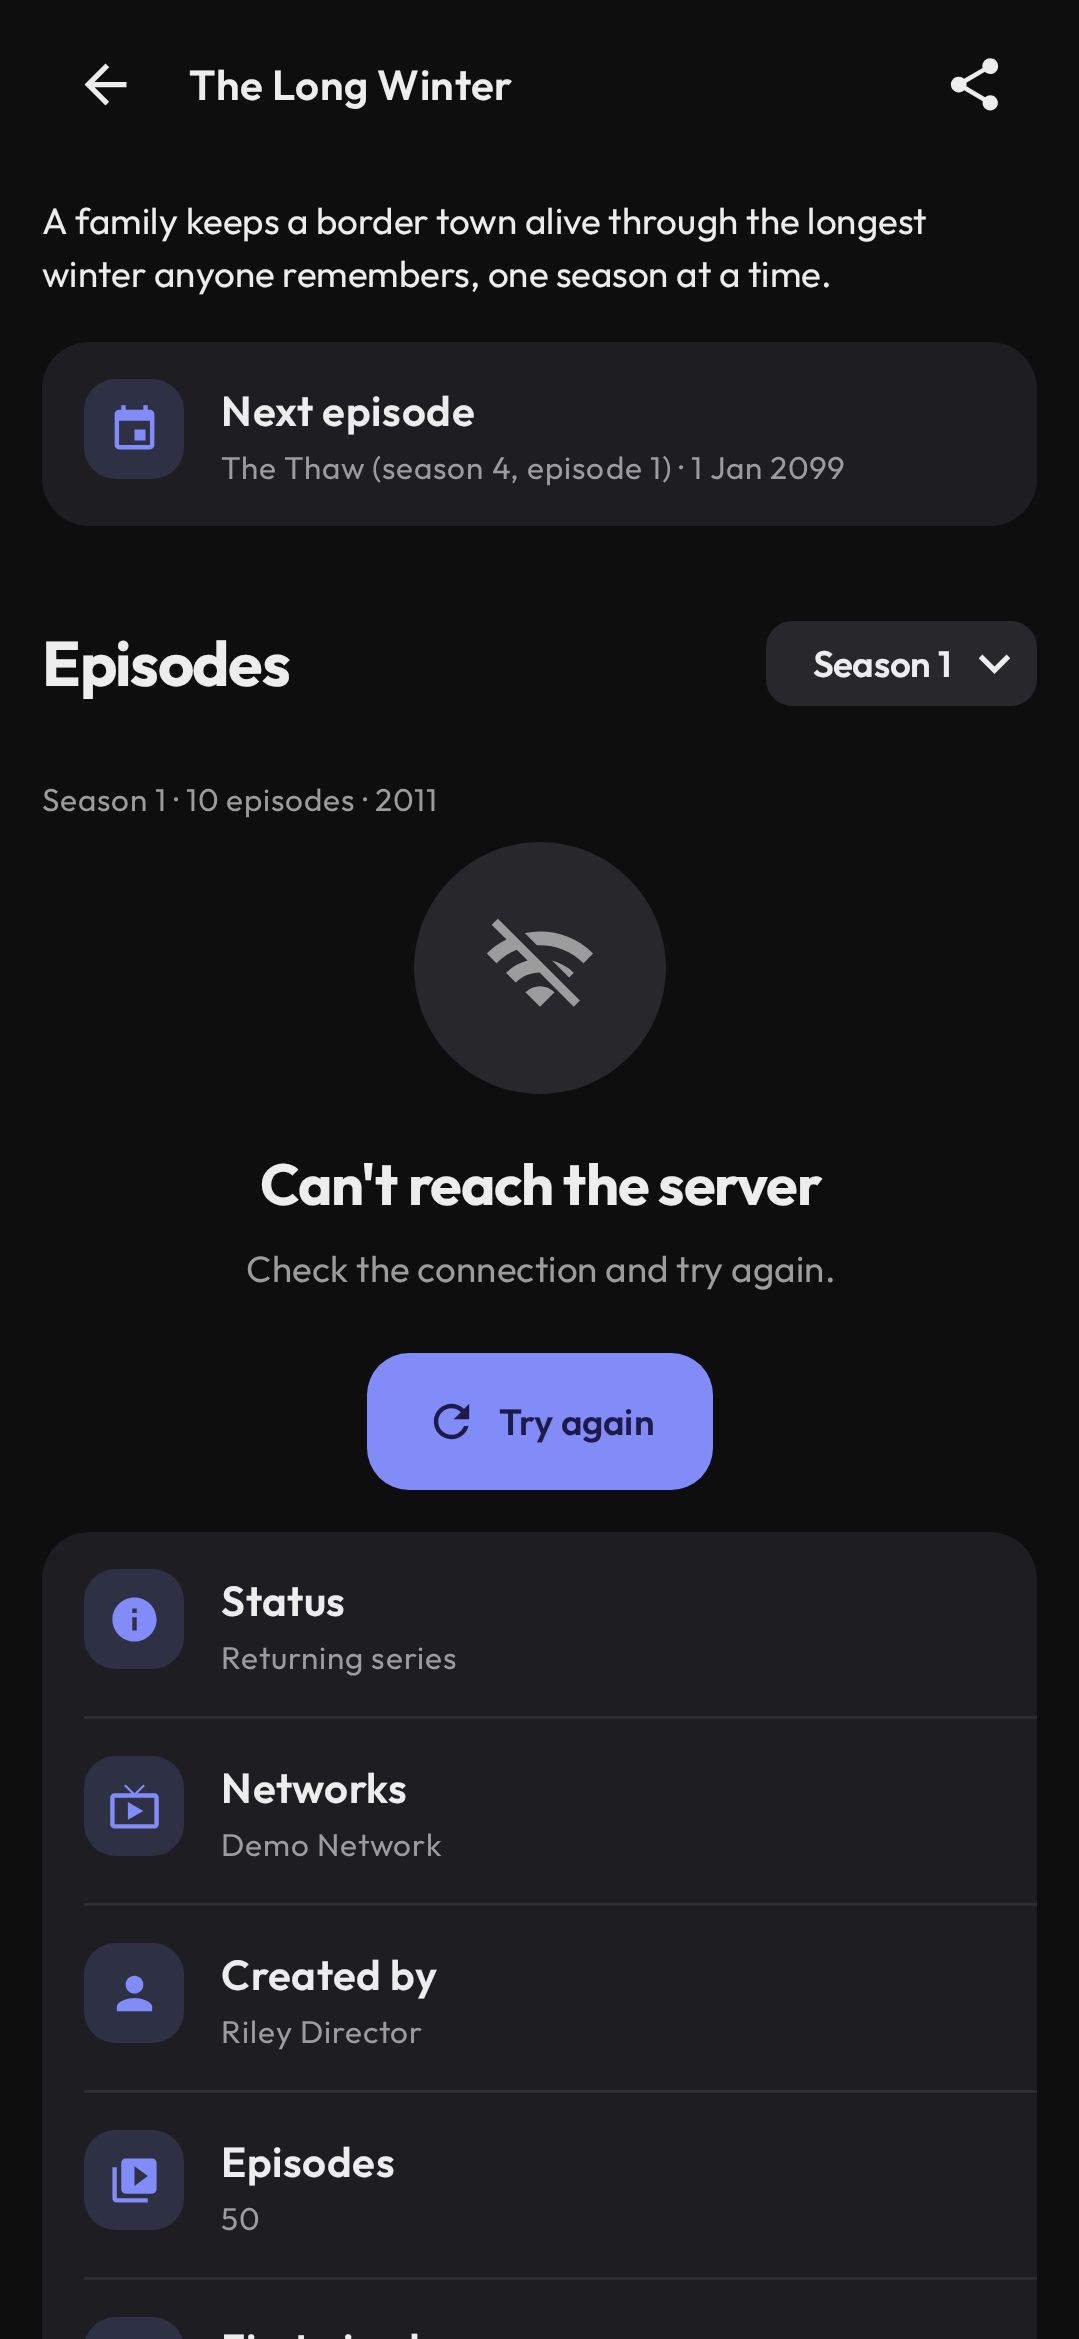 The Long Winter
A family keeps a border town alive through the longest
winter anyone remembers, one season at a time.
Next episode
The Thaw (season 4, episode 1) · 1 Jan 2099
Episodes
Season 1
Season 1 · 10 episodes · 2011
Can't reach the server
Check the connection and try again.
Try again
Status
Returning series
Networks
Demo Network
Created by
Riley Director
Episodes
50